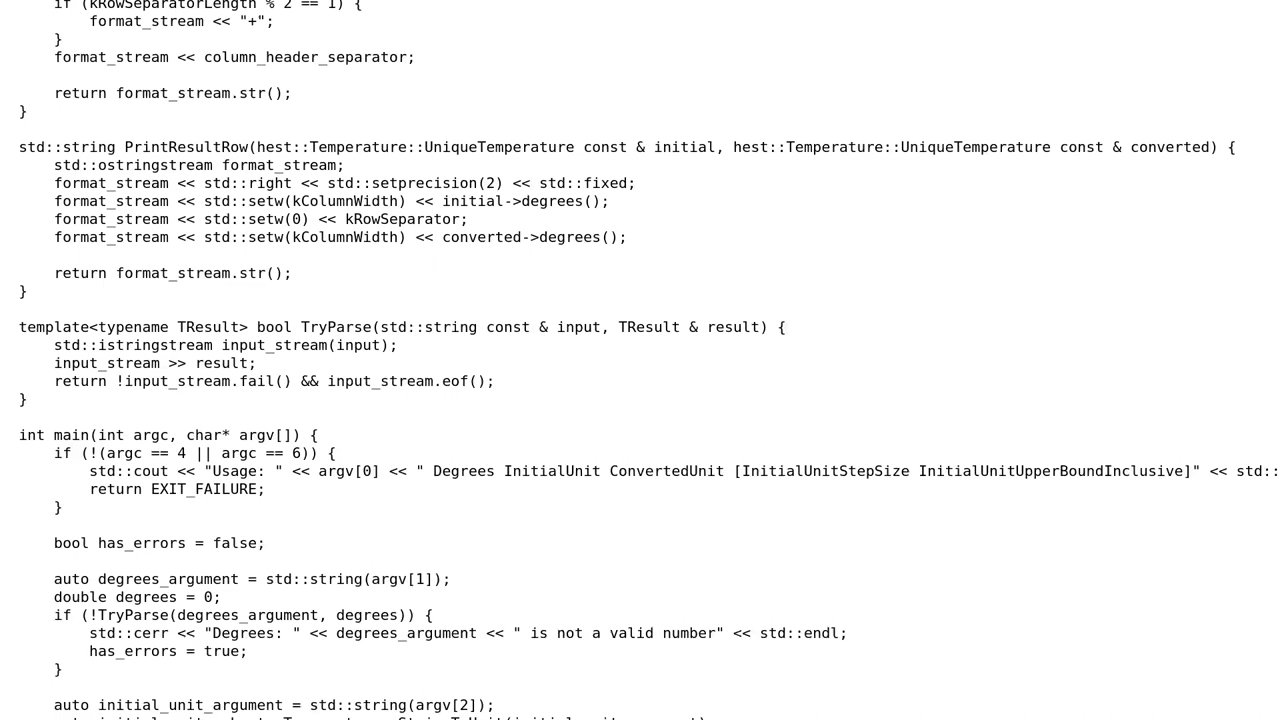 if (kRowSeparatorLength % 2 == 1) {
        format_stream << "+";
    }
    format_stream << column_header_separator;

    return format_stream.str();
}

std::string PrintResultRow(hest::Temperature::UniqueTemperature const & initial, hest::Temperature::UniqueTemperature const & converted) {
    std::ostringstream format_stream;
    format_stream << std::right << std::setprecision(2) << std::fixed;
    format_stream << std::setw(kColumnWidth) << initial->degrees();
    format_stream << std::setw(0) << kRowSeparator;
    format_stream << std::setw(kColumnWidth) << converted->degrees();

    return format_stream.str();
}

template<typename TResult> bool TryParse(std::string const & input, TResult & result) {
    std::istringstream input_stream(input);
    input_stream >> result;
    return !input_stream.fail() && input_stream.eof();
}

int main(int argc, char* argv[]) {
    if (!(argc == 4 || argc == 6)) {
        std::cout << "Usage: " << argv[0] << " Degrees InitialUnit ConvertedUnit [InitialUnitStepSize InitialUnitUpperBoundInclusive]" << std::
        return EXIT_FAILURE;
    }

    bool has_errors = false;

    auto degrees_argument = std::string(argv[1]);
    double degrees = 0;
    if (!TryParse(degrees_argument, degrees)) {
        std::cerr << "Degrees: " << degrees_argument << " is not a valid number" << std::endl;
        has_errors = true;
    }

    auto initial_unit_argument = std::string(argv[2]);